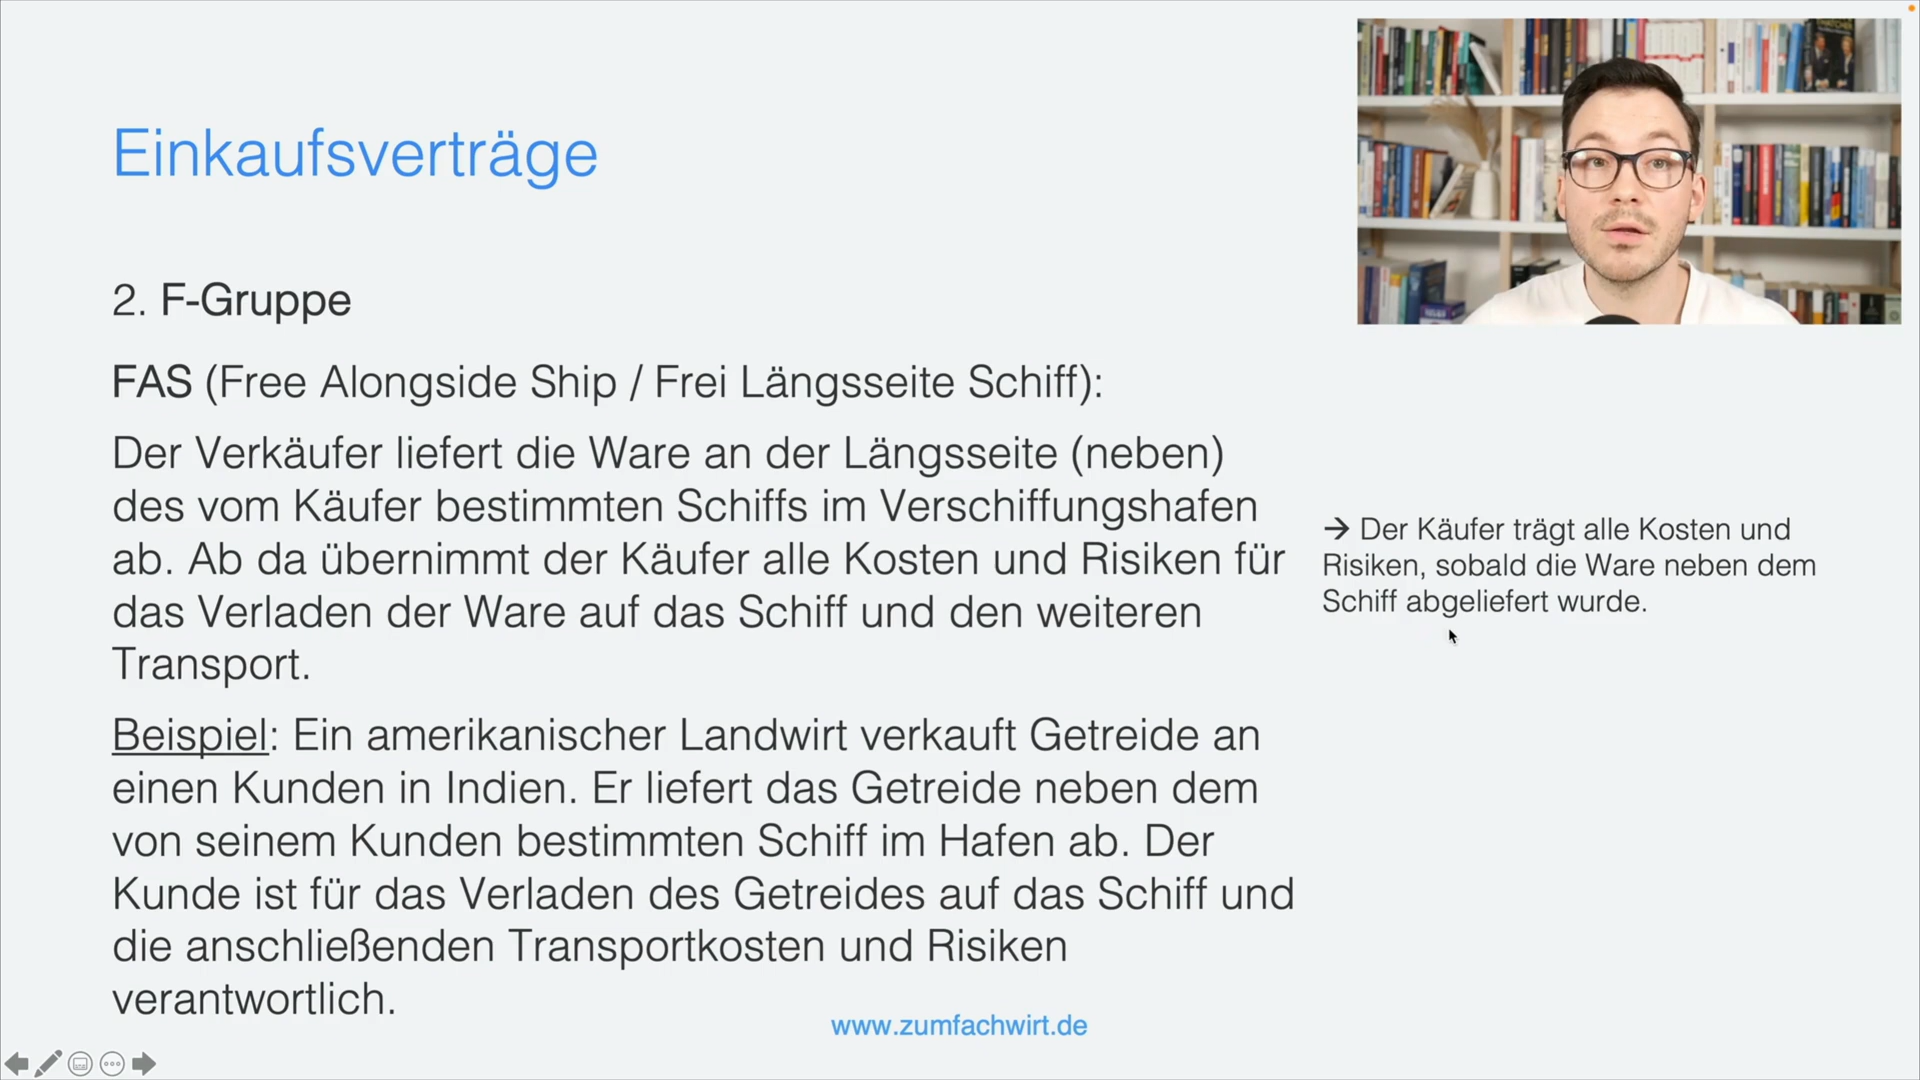 Einkaufsverträge
2. F-Gruppe
FAS (Free Alongside Ship / Frei Längsseite Schiff):
Der Verkäufer liefert die Ware an der Längsseite (neben)
des vom Käufer bestimmten Schiffs im Verschiffungshafen
ab. Ab da übernimmt der Käufer alle Kosten und Risiken für
das Verladen der Ware auf das Schiff und den weiteren
Transport.
Beispiel: Ein amerikanischer Landwirt verkauft Getreide an
einen Kunden in Indien. Er liefert das Getreide neben dem
von seinem Kunden bestimmten Schiff im Hafen ab. Der
Kunde ist für das Verladen des Getreides auf das Schiff und
die anschließenden Transportkosten und Risiken
verantwortlich.
→ Der Käufer trägt alle Kosten und
Risiken, sobald die Ware neben dem
Schiff abgeliefert wurde.
www.zumfachwirt.de